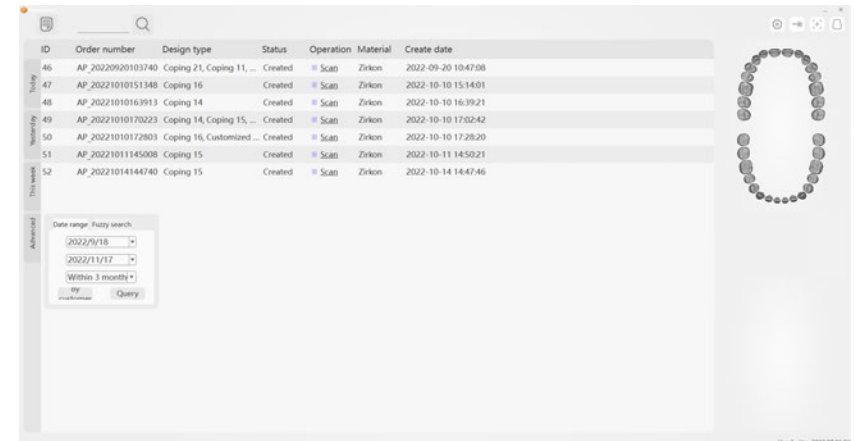 ID Order number Design type Status Operation Material Create date
46 AP_20220920103740 Coping 21, Coping 11, ... Created Scan Zirkon 2022-09-20 10:47:08
47 AP_20221010151348 Coping 16 Created Scan Zirkon 2022-10-10 15:14:01
48 AP_20221010163913 Coping 14 Created Scan Zirkon 2022-10-10 16:39:21
49 AP_20221010170223 Coping 14, Coping 15, ... Created Scan Zirkon 2022-10-10 17:02:42
50 AP_20221010172803 Coping 16, Customized ... Created Scan Zirkon 2022-10-10 17:28:20
51 AP_20221011145008 Coping 15 Created Scan Zirkon 2022-10-11 14:50:21
52 AP_20221014144740 Coping 15 Created Scan Zirkon 2022-10-14 14:47:46
Today
Yesterday
This week
Advanced
Date range Fuzzy search
2022/9/18
2022/11/17
Within 3 month
By customer
Query